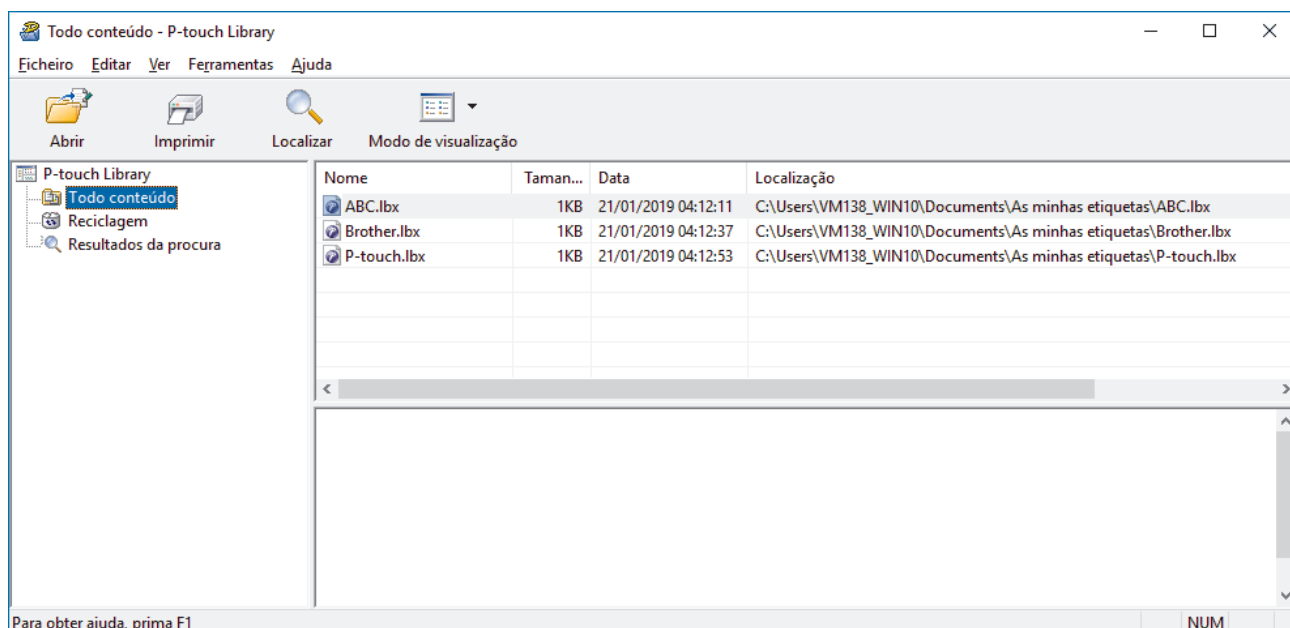 Todo conteúdo - P-touch Library
Ficheiro Editar Ver Ferramentas Ajuda
Abrir Imprimir Localizar Modo de visualização
P-touch Library
Todo conteúdo
Reciclagem
Resultados da procura
Nome Taman... Data Localização
ABC.lbx 1KB 21/01/2019 04:12:11 C:\Users\VM138_WIN10\Documents\As minhas etiquetas\ABC.lbx
Brother.lbx 1KB 21/01/2019 04:12:37 C:\Users\VM138_WIN10\Documents\As minhas etiquetas\Brother.lbx
P-touch.lbx 1KB 21/01/2019 04:12:53 C:\Users\VM138_WIN10\Documents\As minhas etiquetas\P-touch.lbx
Para obter ajuda, prima F1 NUM